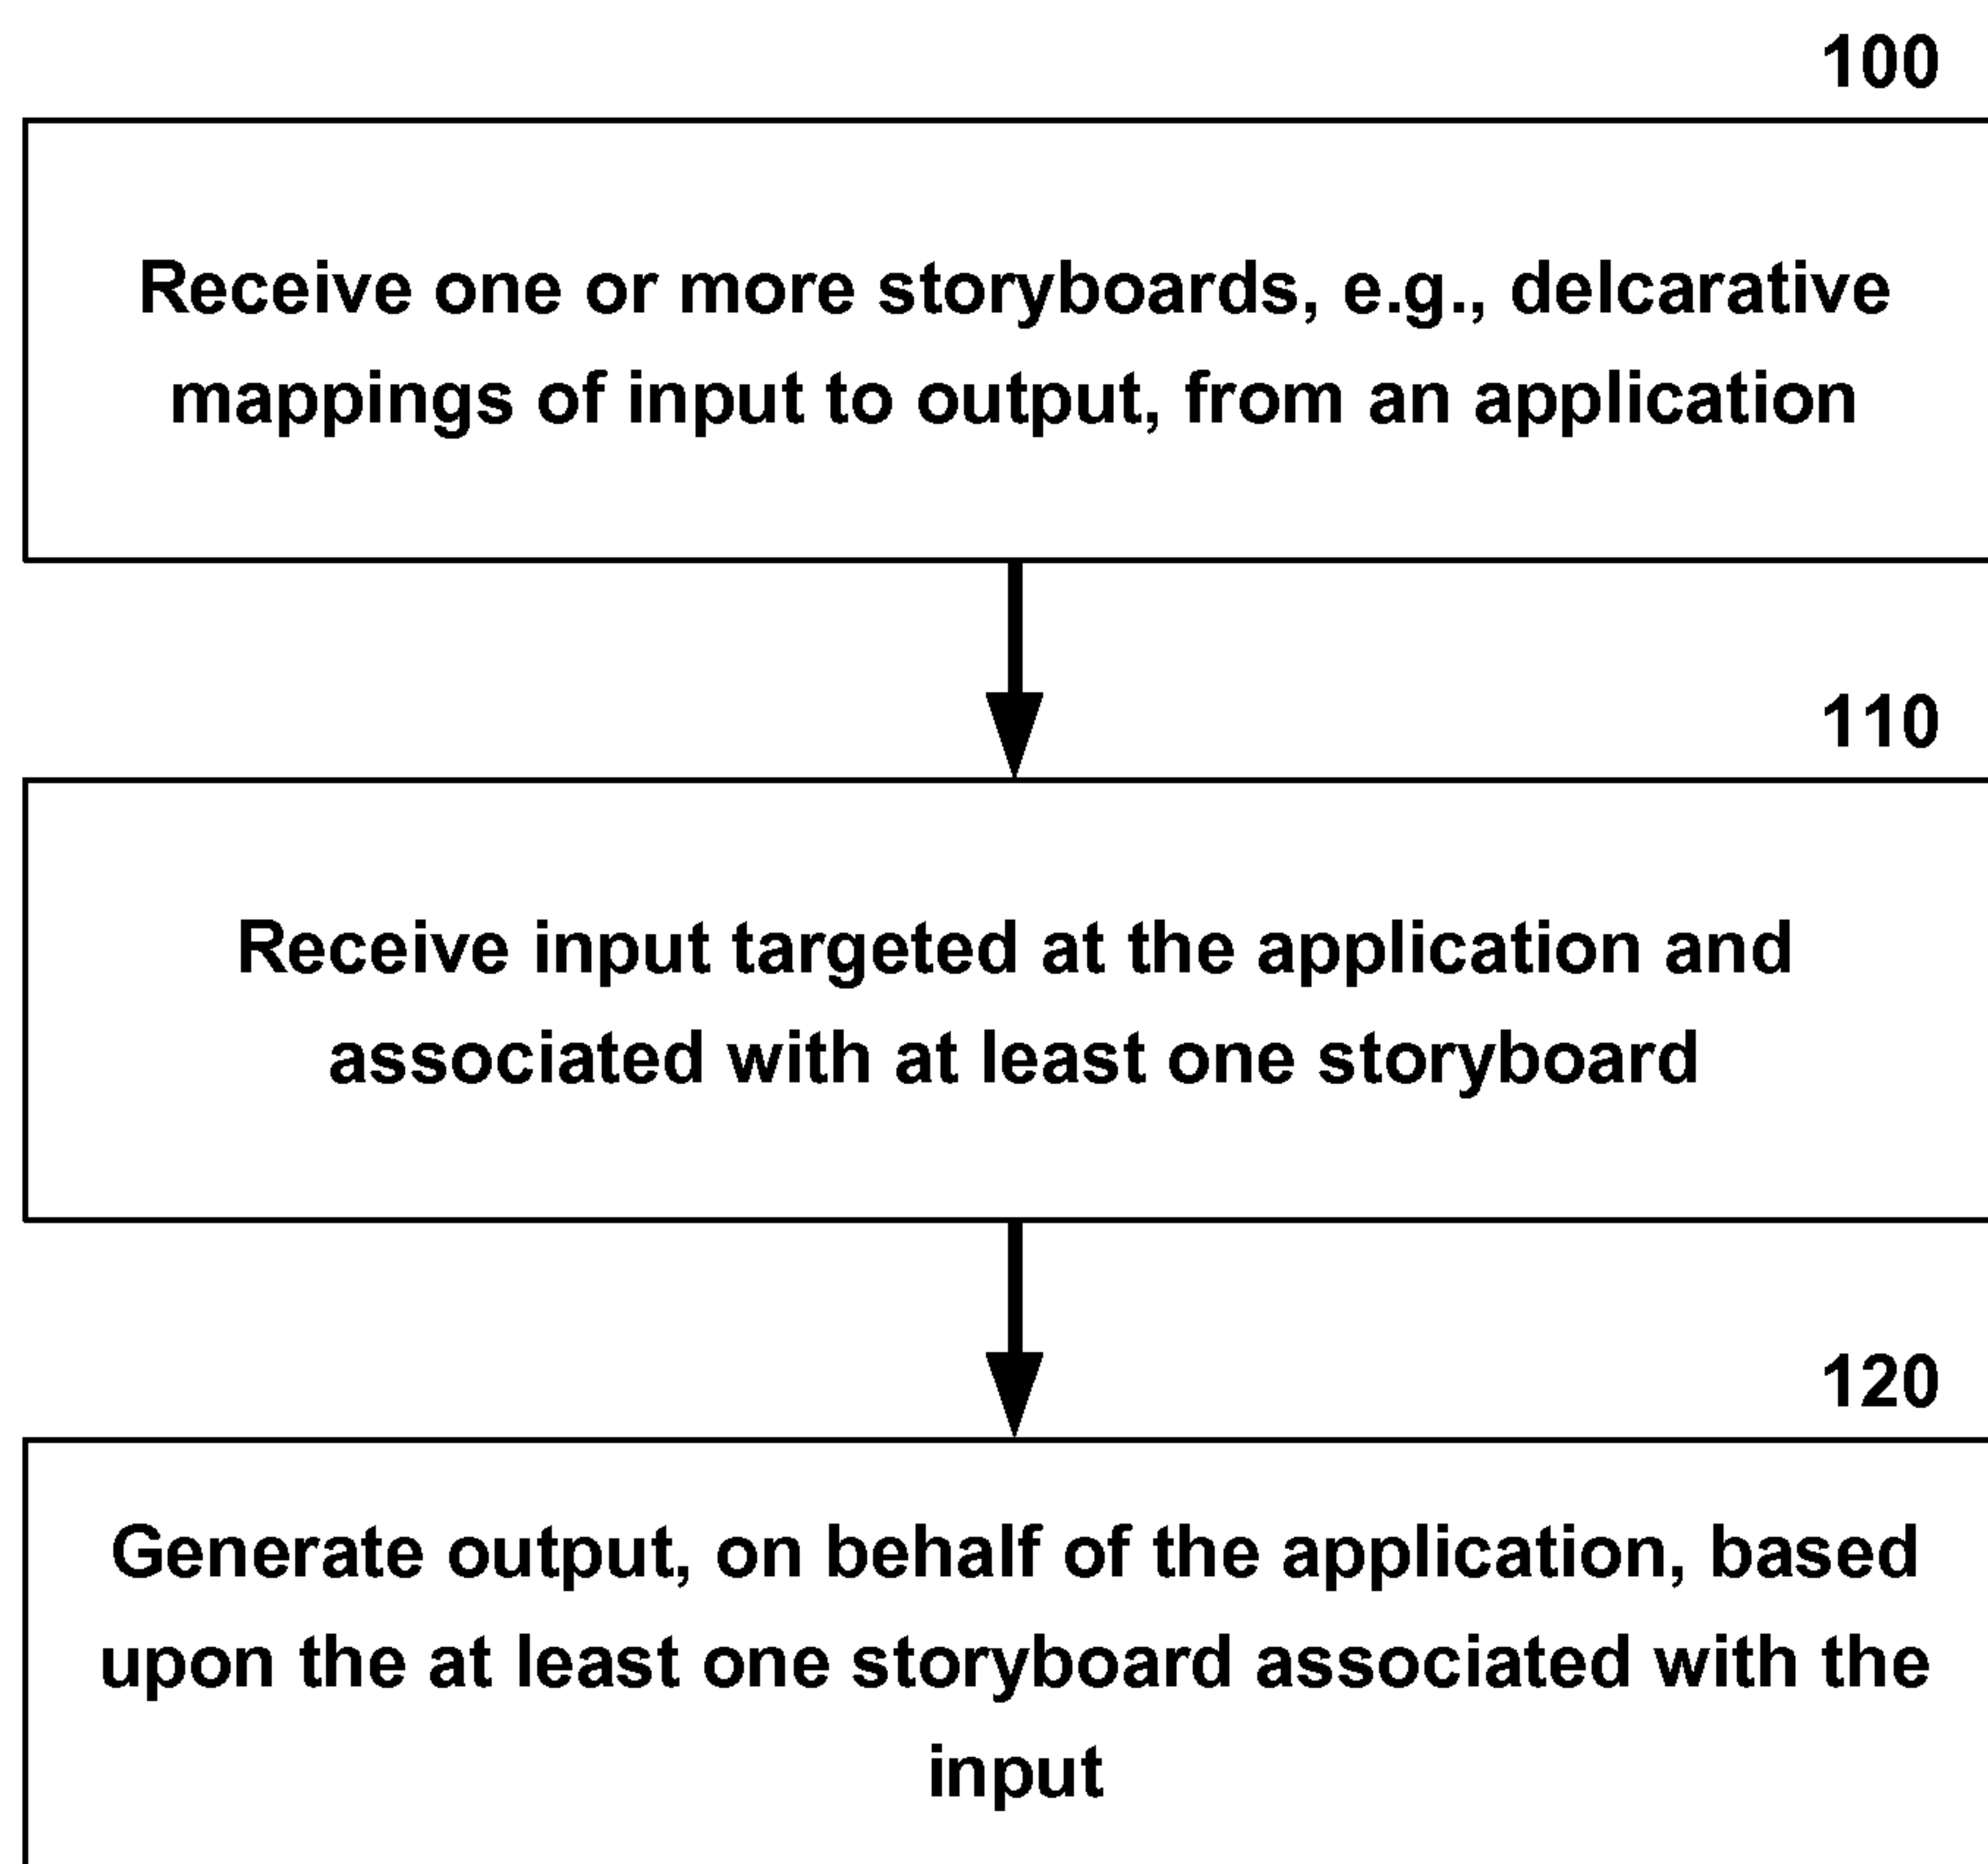 100
Receive one or more storyboards, e.g., delcarative
mappings of input to output, from an application
110
Receive input targeted at the application and
associated with at least one storyboard
120
Generate output, on behalf of the application, based
upon the at least one storyboard associated with the
input